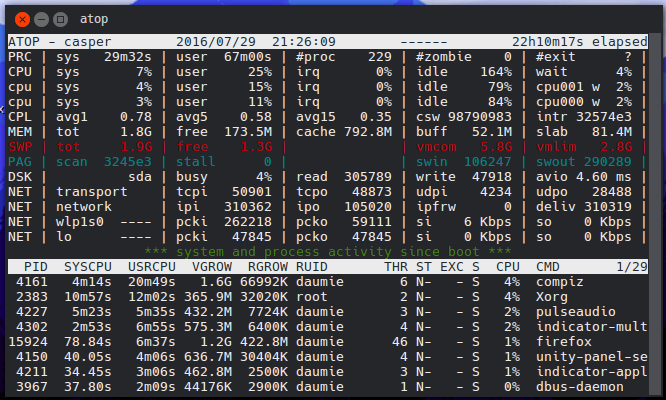 atop
ATOP - casper 2016/07/29 21:26:09 ------ 22h10m17s elapsed
PRC | sys 29m32s | user 67m00s | #proc 229 | #zombie 0 | #exit ? |
CPU | sys 7% | user 25% | irq 0% | idle 164% | wait 4% |
cpu | sys 4% | user 15% | irq 0% | idle 79% | cpu001 w 2% |
cpu | sys 3% | user 11% | irq 0% | idle 84% | cpu000 w 2% |
CPL | avg1 0.78 | avg5 0.58 | avg15 0.35 | csw 98790983 | intr 32574e3 |
MEM | tot 1.8G | free 173.5M | cache 792.8M | buff 52.1M | slab 81.4M |
SWP | tot 1.9G | free 1.3G | | vmcom 5.8G | vmlim 2.8G |
PAG | scan 3245e3 | stall 0 | | swin 106247 | swout 290289 |
DSK | sda | busy 4% | read 305789 | write 47918 | avio 4.60 ms |
NET | transport | tcpi 50901 | tcpo 48873 | udpi 4234 | udpo 28488 |
NET | network | ipi 310362 | ipo 105020 | ipfrw 0 | deliv 310319 |
NET | wlp1s0 ---- | pcki 262218 | pcko 59111 | si 6 Kbps | so 0 Kbps |
NET | lo ---- | pcki 47845 | pcko 47845 | si 0 Kbps | so 0 Kbps |
*** system and process activity since boot ***
PID SYSCPU USRCPU VGROW RGROW RUID THR ST EXC S CPU CMD 1/29
4161 4m14s 20m49s 1.6G 66992K daumie 6 N- - S 4% compiz
2383 10m57s 12m02s 365.9M 32020K root 2 N- - S 4% Xorg
4227 5m23s 5m35s 432.2M 7724K daumie 3 N- - S 2% pulseaudio
4302 2m53s 6m55s 575.3M 6400K daumie 4 N- - S 2% indicator-mult
15924 78.84s 6m37s 1.2G 422.8M daumie 46 N- - S 1% firefox
4150 40.05s 4m06s 636.7M 30404K daumie 4 N- - S 1% unity-panel-se
4211 34.45s 3m06s 462.8M 2500K daumie 3 N- - S 1% indicator-appl
3967 37.80s 2m09s 44176K 2900K daumie 1 N- - S 0% dbus-daemon